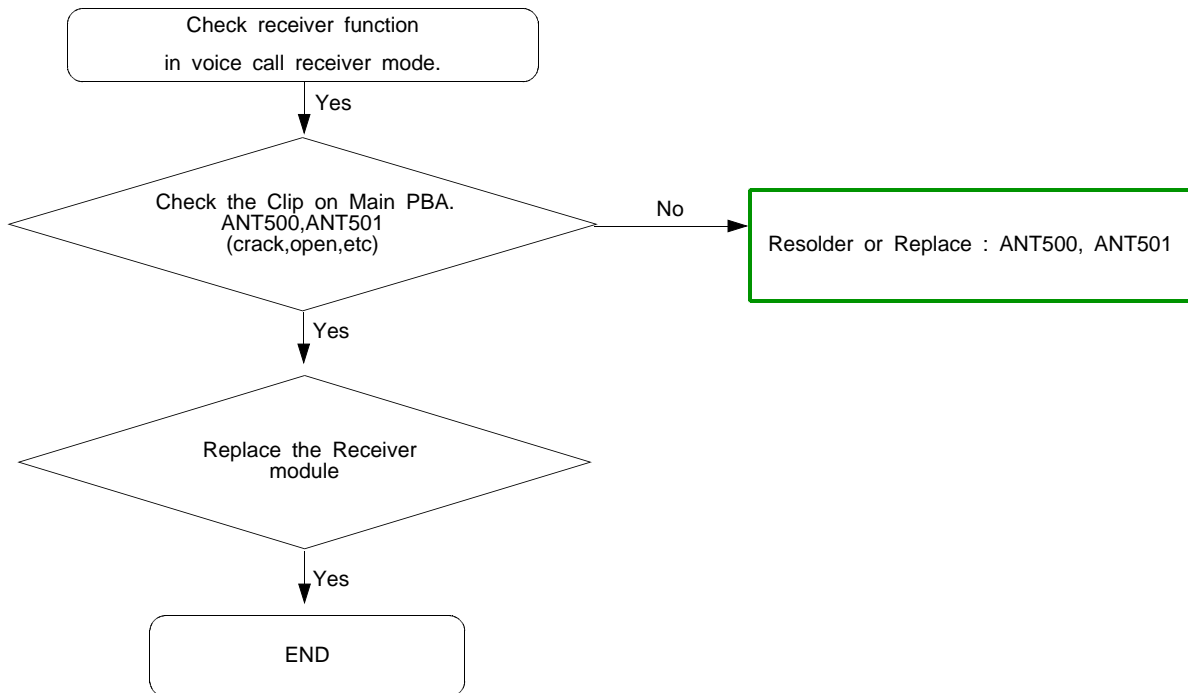 Check receiver function
in voice call receiver mode.
Yes
Check the Clip on Main PBA.
ANT500,ANT501
(crack,open,etc)
No
Resolder or Replace : ANT500, ANT501
Yes
Replace the Receiver
module
Yes
END